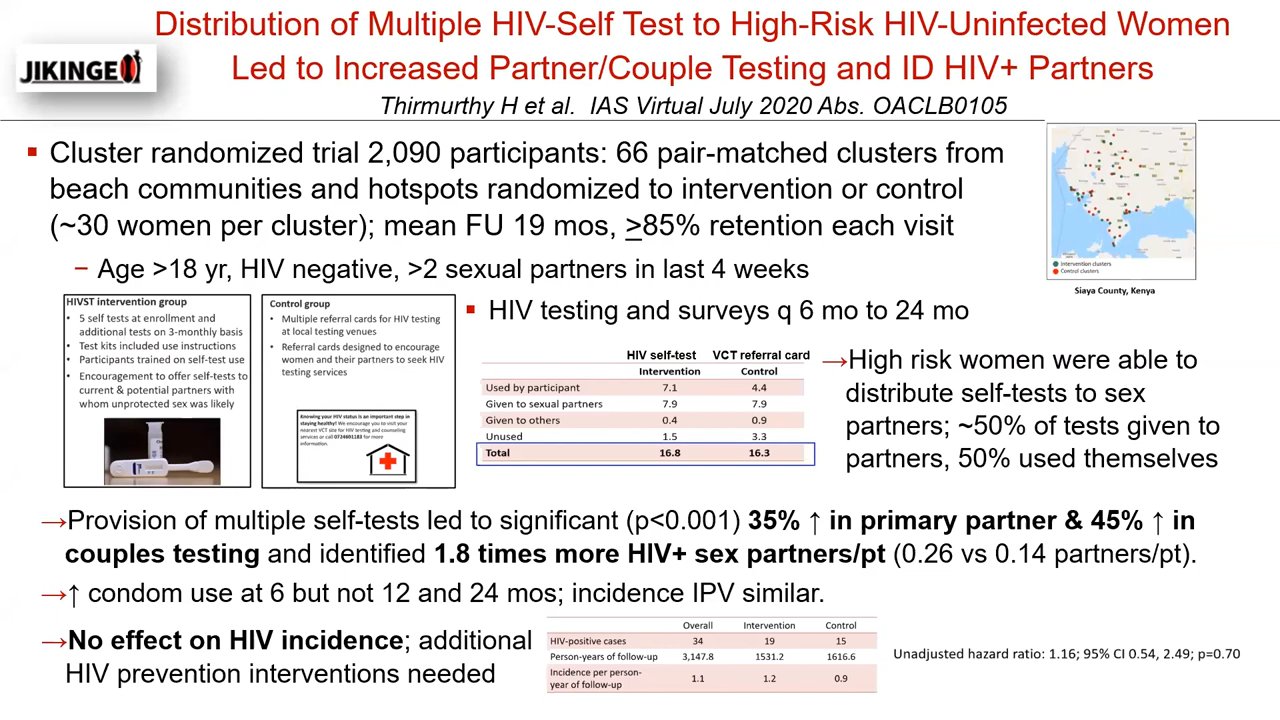 Distribution of Multiple HIV-Self Test to High-Risk HIV-Uninfected Women
Led to Increased Partner/Couple Testing and ID HIV+ Partners
JIKINGE
Thirmurthy H et al. IAS Virtual July 2020 Abs. OACLB0105
▪ Cluster randomized trial 2,090 participants: 66 pair-matched clusters from
beach communities and hotspots randomized to intervention or control
(~30 women per cluster); mean FU 19 mos, >85% retention each visit
− Age >18 yr, HIV negative, >2 sexual partners in last 4 weeks
Intervention clusters
Control clusters
Siaya County, Kenya
HIVST intervention group
• 5 self tests at enrollment and
additional tests on 3-monthly basis
• Test kits included use instructions
• Participants trained on self-test use
• Encouragement to offer self-tests to
current & potential partners with
whom unprotected sex was likely
Control group
• Multiple referral cards for HIV testing
at local testing venues
• Referral cards designed to encourage
women and their partners to seek HIV
testing services
Knowing your HIV status is an important step in
staying healthy! We encourage you to visit your
nearest VCT site for HIV testing and counseling
services or call 0724601183 for more
information.
▪ HIV testing and surveys q 6 mo to 24 mo
HIV self-test VCT referral card
Intervention Control
Used by participant 7.1 4.4
Given to sexual partners 7.9 7.9
Given to others 0.4 0.9
Unused 1.5 3.3
Total 16.8 16.3
→High risk women were able to
distribute self-tests to sex
partners; ~50% of tests given to
partners, 50% used themselves
→Provision of multiple self-tests led to significant (p<0.001) 35% ↑ in primary partner & 45% ↑ in
couples testing and identified 1.8 times more HIV+ sex partners/pt (0.26 vs 0.14 partners/pt).
→↑ condom use at 6 but not 12 and 24 mos; incidence IPV similar.
→No effect on HIV incidence; additional
HIV prevention interventions needed
Overall Intervention Control
HIV-positive cases 34 19 15
Person-years of follow-up 3,147.8 1531.2 1616.6
Incidence per person-
year of follow-up 1.1 1.2 0.9
Unadjusted hazard ratio: 1.16; 95% CI 0.54, 2.49; p=0.70